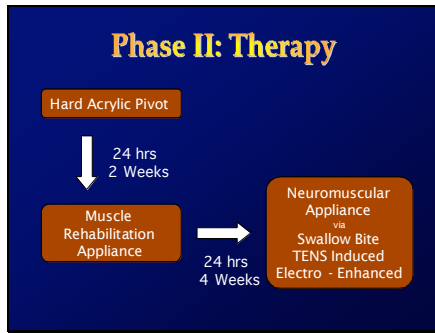 Phase II: Therapy
Hard Acrylic Pivot
24 hrs
2 Weeks
Muscle
Rehabilitation
Appliance
24 hrs
4 Weeks
Neuromuscular
Appliance
via
Swallow Bite
TENS Induced
Electro - Enhanced